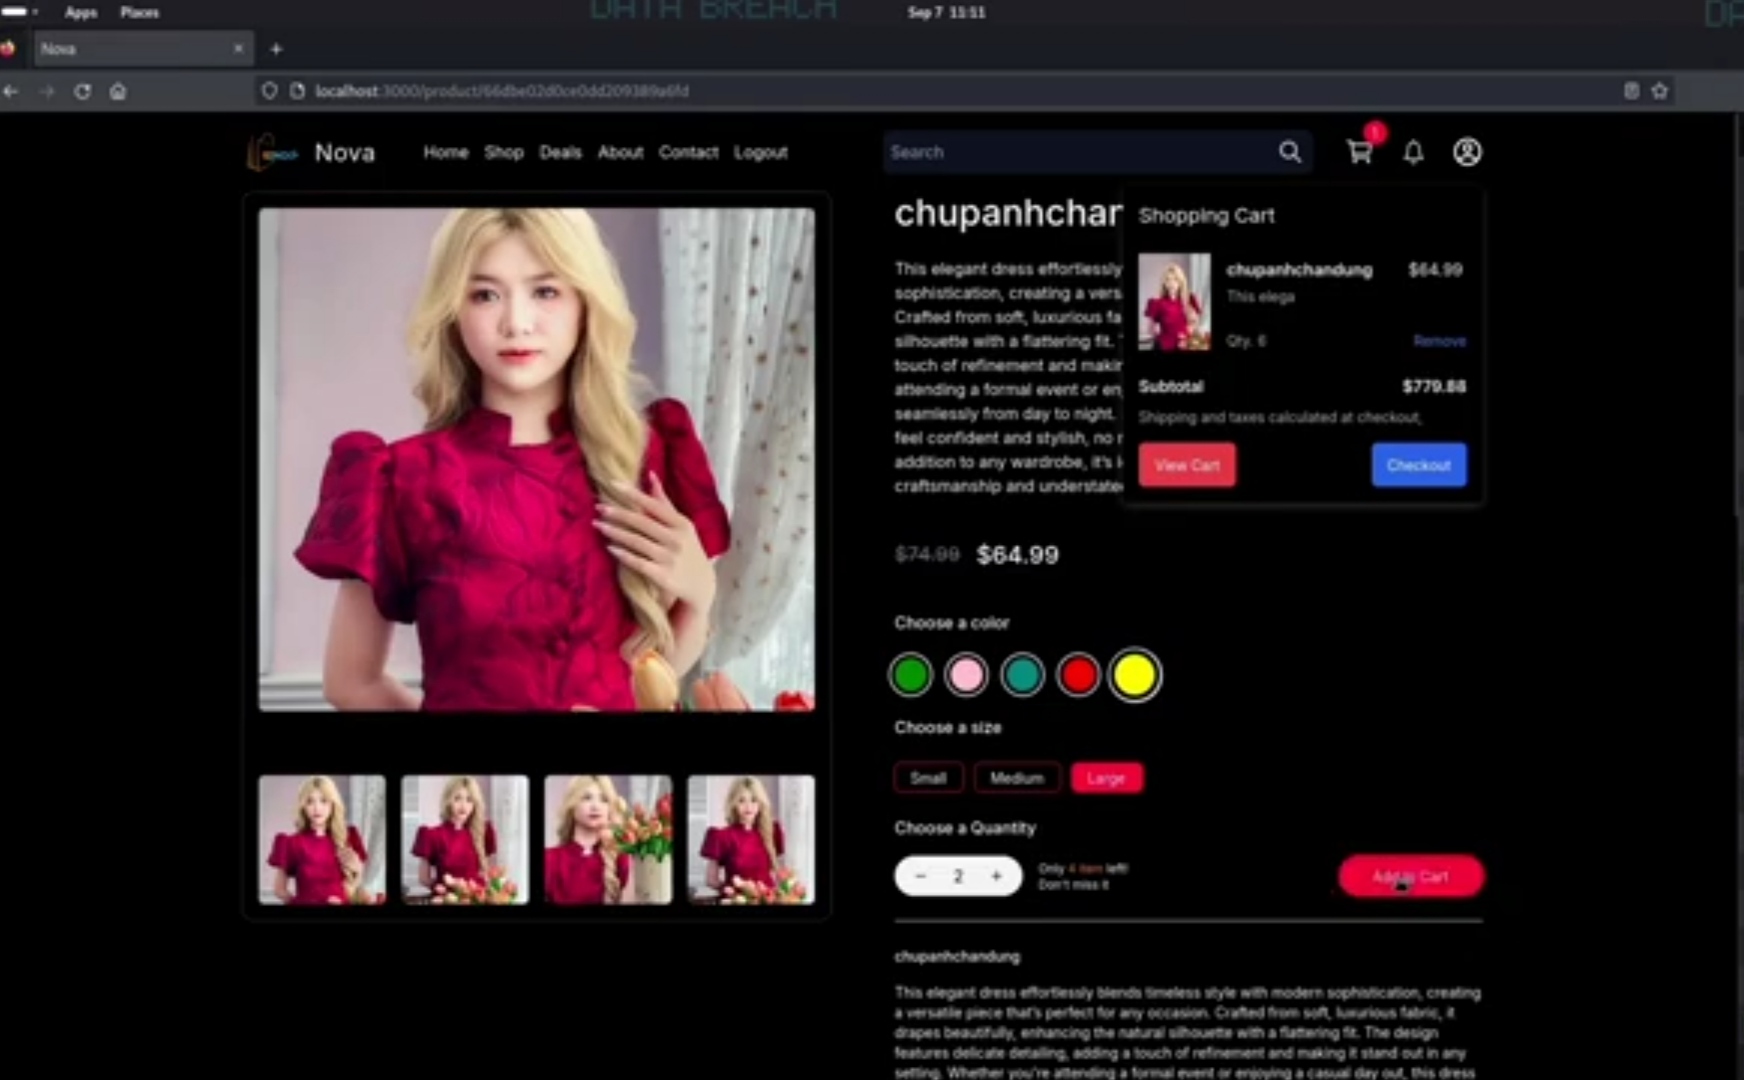 Apps Places
DATA BREACH
Sep 7 11:11
Nova
localhost:3000/product/66dbe02d0ce0dd209389a6fd
Nova
Home Shop Deals About Contact Logout
Search
1
chupanhchan
This elegant dress effortlessly
sophistication, creating a vers
Crafted from soft, luxurious fa
silhouette with a flattering fit.
touch of refinement and makin
attending a formal event or en
seamlessly from day to night.
feel confident and stylish, no
addition to any wardrobe, it's
craftsmanship and understate
Shopping Cart
chupanhchandung $64.99
This elega
Qty. 6 Remove
Subtotal $779.88
Shipping and taxes calculated at checkout,
View Cart Checkout
$74.99 $64.99
Choose a color
Choose a size
Small Medium Large
Choose a Quantity
− 2 +
Only 4 item left!
Don't miss it
Add to Cart
chupanhchandung
This elegant dress effortlessly blends timeless style with modern sophistication, creating
a versatile piece that's perfect for any occasion. Crafted from soft, luxurious fabric, it
drapes beautifully, enhancing the natural silhouette with a flattering fit. The design
features delicate detailing, adding a touch of refinement and making it stand out in any
setting. Whether you're attending a formal event or enjoying a casual day out, this dress